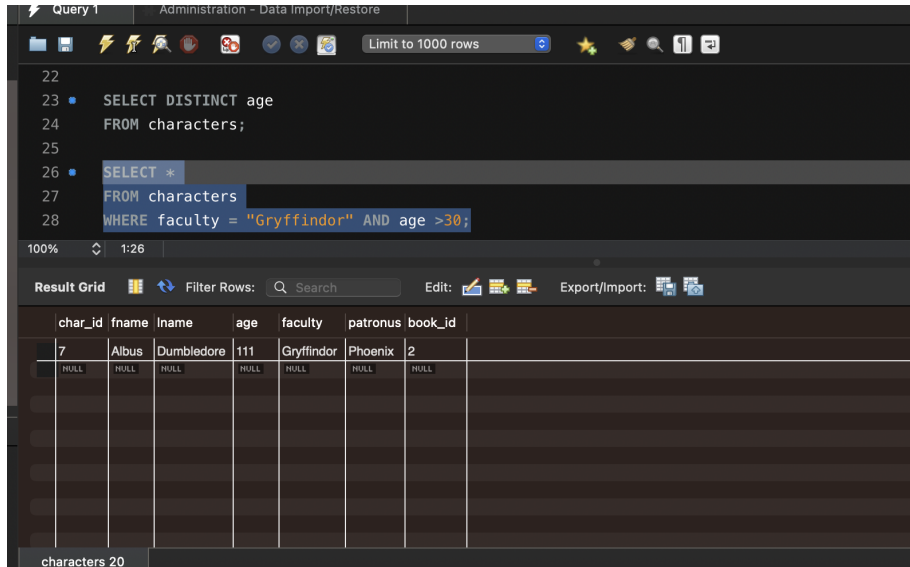 Query 1
Administration - Data Import/Restore
Limit to 1000 rows
22
23 SELECT DISTINCT age
24 FROM characters;
25
26 SELECT *
27 FROM characters
28 WHERE faculty = "Gryffindor" AND age >30;
100% 1:26
Result Grid Filter Rows: Search Edit: Export/Import:
char_id fname lname age faculty patronus book_id
7 Albus Dumbledore 111 Gryffindor Phoenix 2
NULL NULL NULL NULL NULL NULL NULL
characters 20